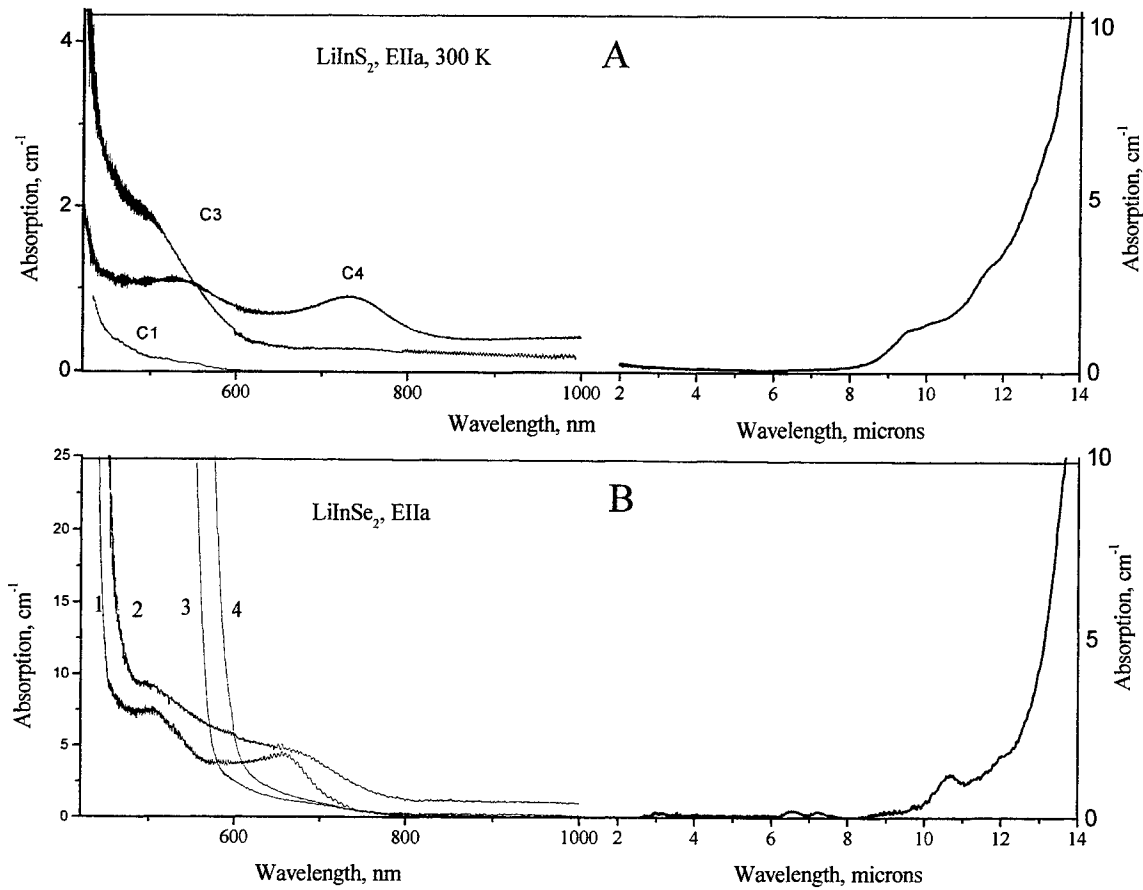 LiInS2, EIIa, 300 K
A
4
2
0
Absorption, cm-1
C3
C4
C1
600
800
1000
Wavelength, nm
10
5
0
Absorption, cm-1
2
4
6
8
10
12
14
Wavelength, microns
LiInSe2, EIIa
B
25
20
15
10
5
0
Absorption, cm-1
1
2
3
4
600
800
1000
Wavelength, nm
10
5
0
Absorption, cm-1
2
4
6
8
10
12
14
Wavelength, microns